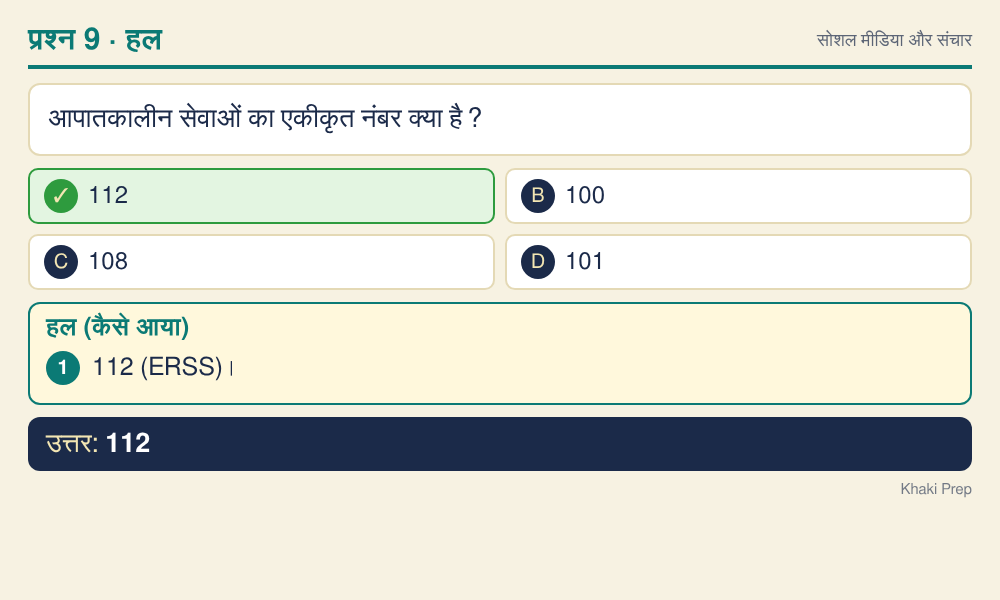 प्रश्न 9 · हल
सोशल मीडिया और संचार
आपातकालीन सेवाओं का एकीकृत नंबर क्या है ?
✓ 112
B 100
C 108
D 101
हल (कैसे आया)
1 112 (ERSS)।
उत्तर: 112
Khaki Prep